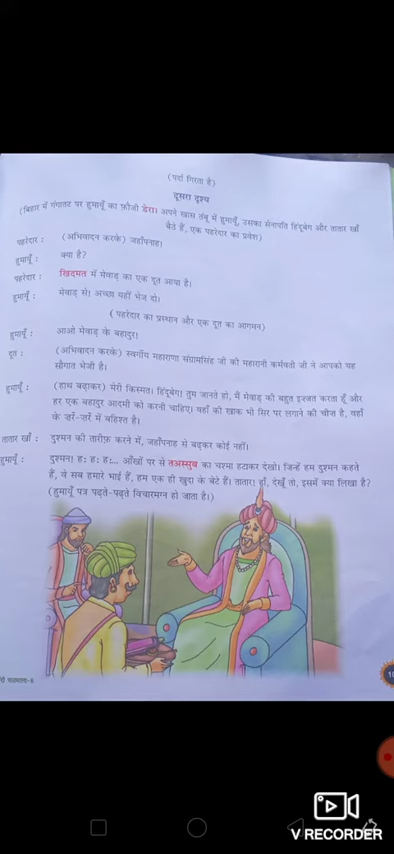 (पर्दा गिरता है)
दूसरा दृश्य
(बिहार में गंगातट पर हुमायूँ का फ़ौजी डेरा। अपने खास तंबू में हुमायूँ, उसका सेनापति हिंदूबेग और तातार खाँ
बैठे हैं, एक पहरेदार का प्रवेश)
पहरेदार : (अभिवादन करके) जहाँपनाह।
हुमायूँ : क्या है?
पहरेदार : खिदमत में मेवाड़ का एक दूत आया है।
हुमायूँ : मेवाड़ से! अच्छा यहीं भेज दो।
(पहरेदार का प्रस्थान और एक दूत का आगमन)
हुमायूँ : आओ मेवाड़ के बहादुर!
दूत : (अभिवादन करके) स्वर्गीय महाराणा संग्रामसिंह जी की महारानी कर्मवती जी ने आपको यह
सौगात भेजी है।
हुमायूँ : (हाथ बढ़ाकर) मेरी किस्मत। हिंदूबेग! तुम जानते हो, मैं मेवाड़ की बहुत इज्जत करता हूँ और
हर एक बहादुर आदमी को करनी चाहिए। वहाँ की खाक भी सिर पर लगाने की चीज है, वहाँ
के ज़र्रे-ज़र्रे में बहिश्त है।
तातार खाँ : दुश्मन की तारीफ़ करने में, जहाँपनाह से बढ़कर कोई नहीं।
हुमायूँ : दुश्मन! हः हः हः... आँखों पर से तअस्सुब का चश्मा हटाकर देखो। जिन्हें हम दुश्मन कहते
हैं, वे सब हमारे भाई हैं, हम एक ही खुदा के बेटे हैं। तातार! हाँ, देखूँ तो, इसमें क्या लिखा है?
(हुमायूँ पत्र पढ़ते-पढ़ते विचारमग्न हो जाता है।)
पाठमाला-8
V RECORDER